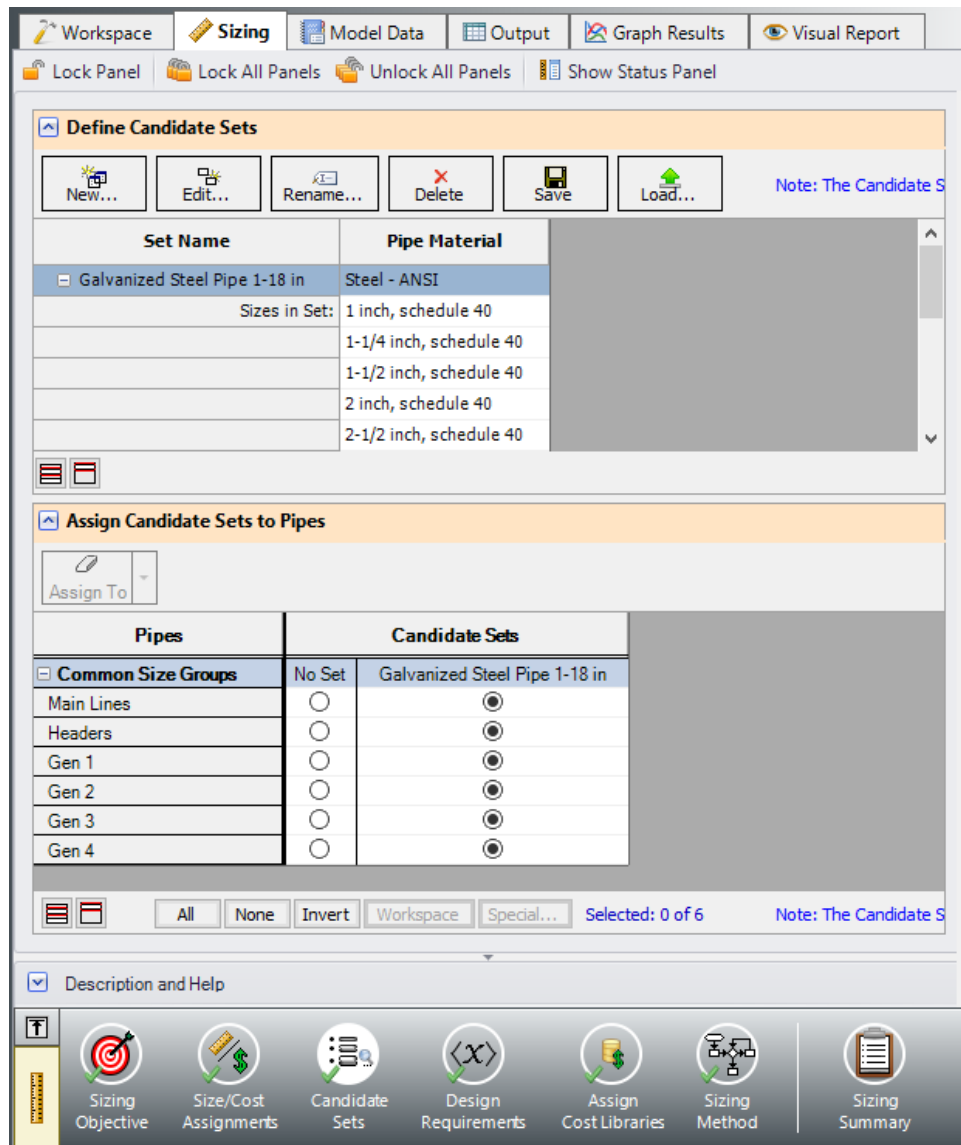 Workspace Sizing Model Data Output Graph Results Visual Report
Lock Panel Lock All Panels Unlock All Panels Show Status Panel
Define Candidate Sets
New... Edit... Rename... Delete Save Load... Note: The Candidate S
Set Name Pipe Material
Galvanized Steel Pipe 1-18 in Steel - ANSI
Sizes in Set: 1 inch, schedule 40
1-1/4 inch, schedule 40
1-1/2 inch, schedule 40
2 inch, schedule 40
2-1/2 inch, schedule 40
Assign Candidate Sets to Pipes
Assign To
Pipes Candidate Sets
Common Size Groups No Set Galvanized Steel Pipe 1-18 in
Main Lines
Headers
Gen 1
Gen 2
Gen 3
Gen 4
All None Invert Workspace Special... Selected: 0 of 6 Note: The Candidate S
Description and Help
Sizing Size/Cost Candidate Design Assign Sizing Sizing
Objective Assignments Sets Requirements Cost Libraries Method Summary